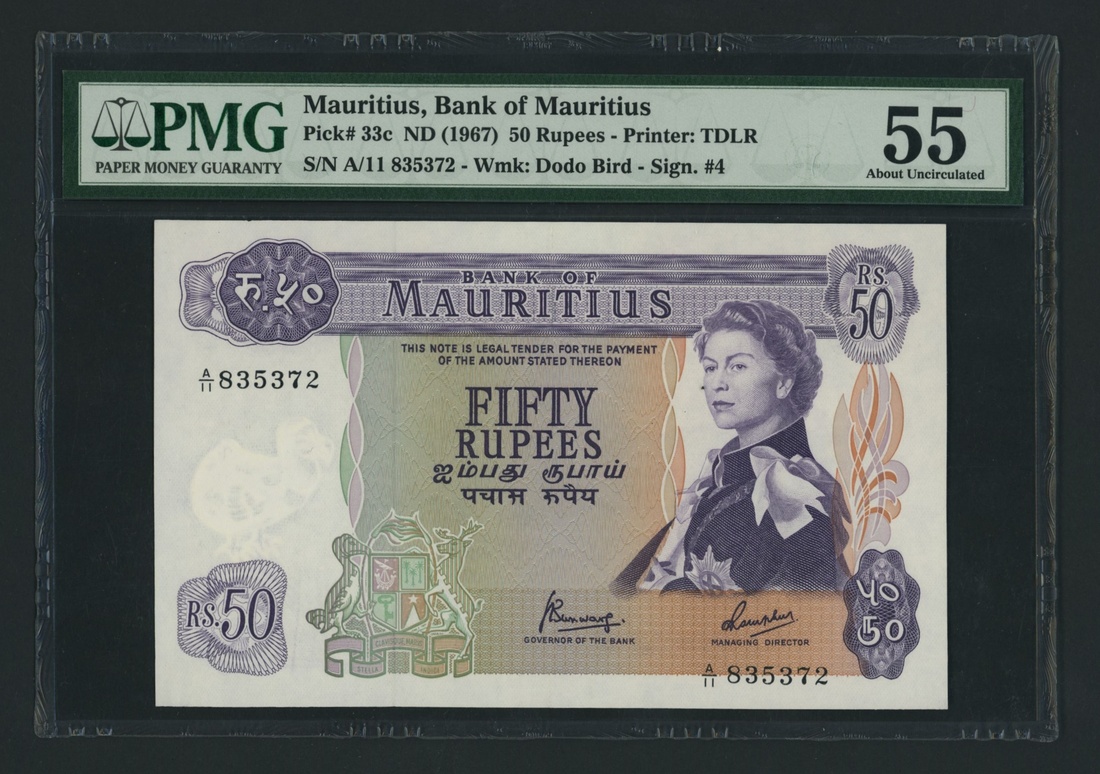 PMG
PAPER MONEY GUARANTY
Mauritius, Bank of Mauritius
Pick# 33c ND (1967) 50 Rupees - Printer: TDLR
S/N A/11 835372 - Wmk: Dodo Bird - Sign. #4
55
About Uncirculated
रु.५०
BANK OF
MAURITIUS
RS.
50
THIS NOTE IS LEGAL TENDER FOR THE PAYMENT
OF THE AMOUNT STATED THEREON
A/11 835372
FIFTY
RUPEES
ஐம்பது ரூபாய்
पचास रूपैय
RS.50
STELLA
GOVERNOR OF THE BANK
MANAGING DIRECTOR
५०
50
A/11 835372